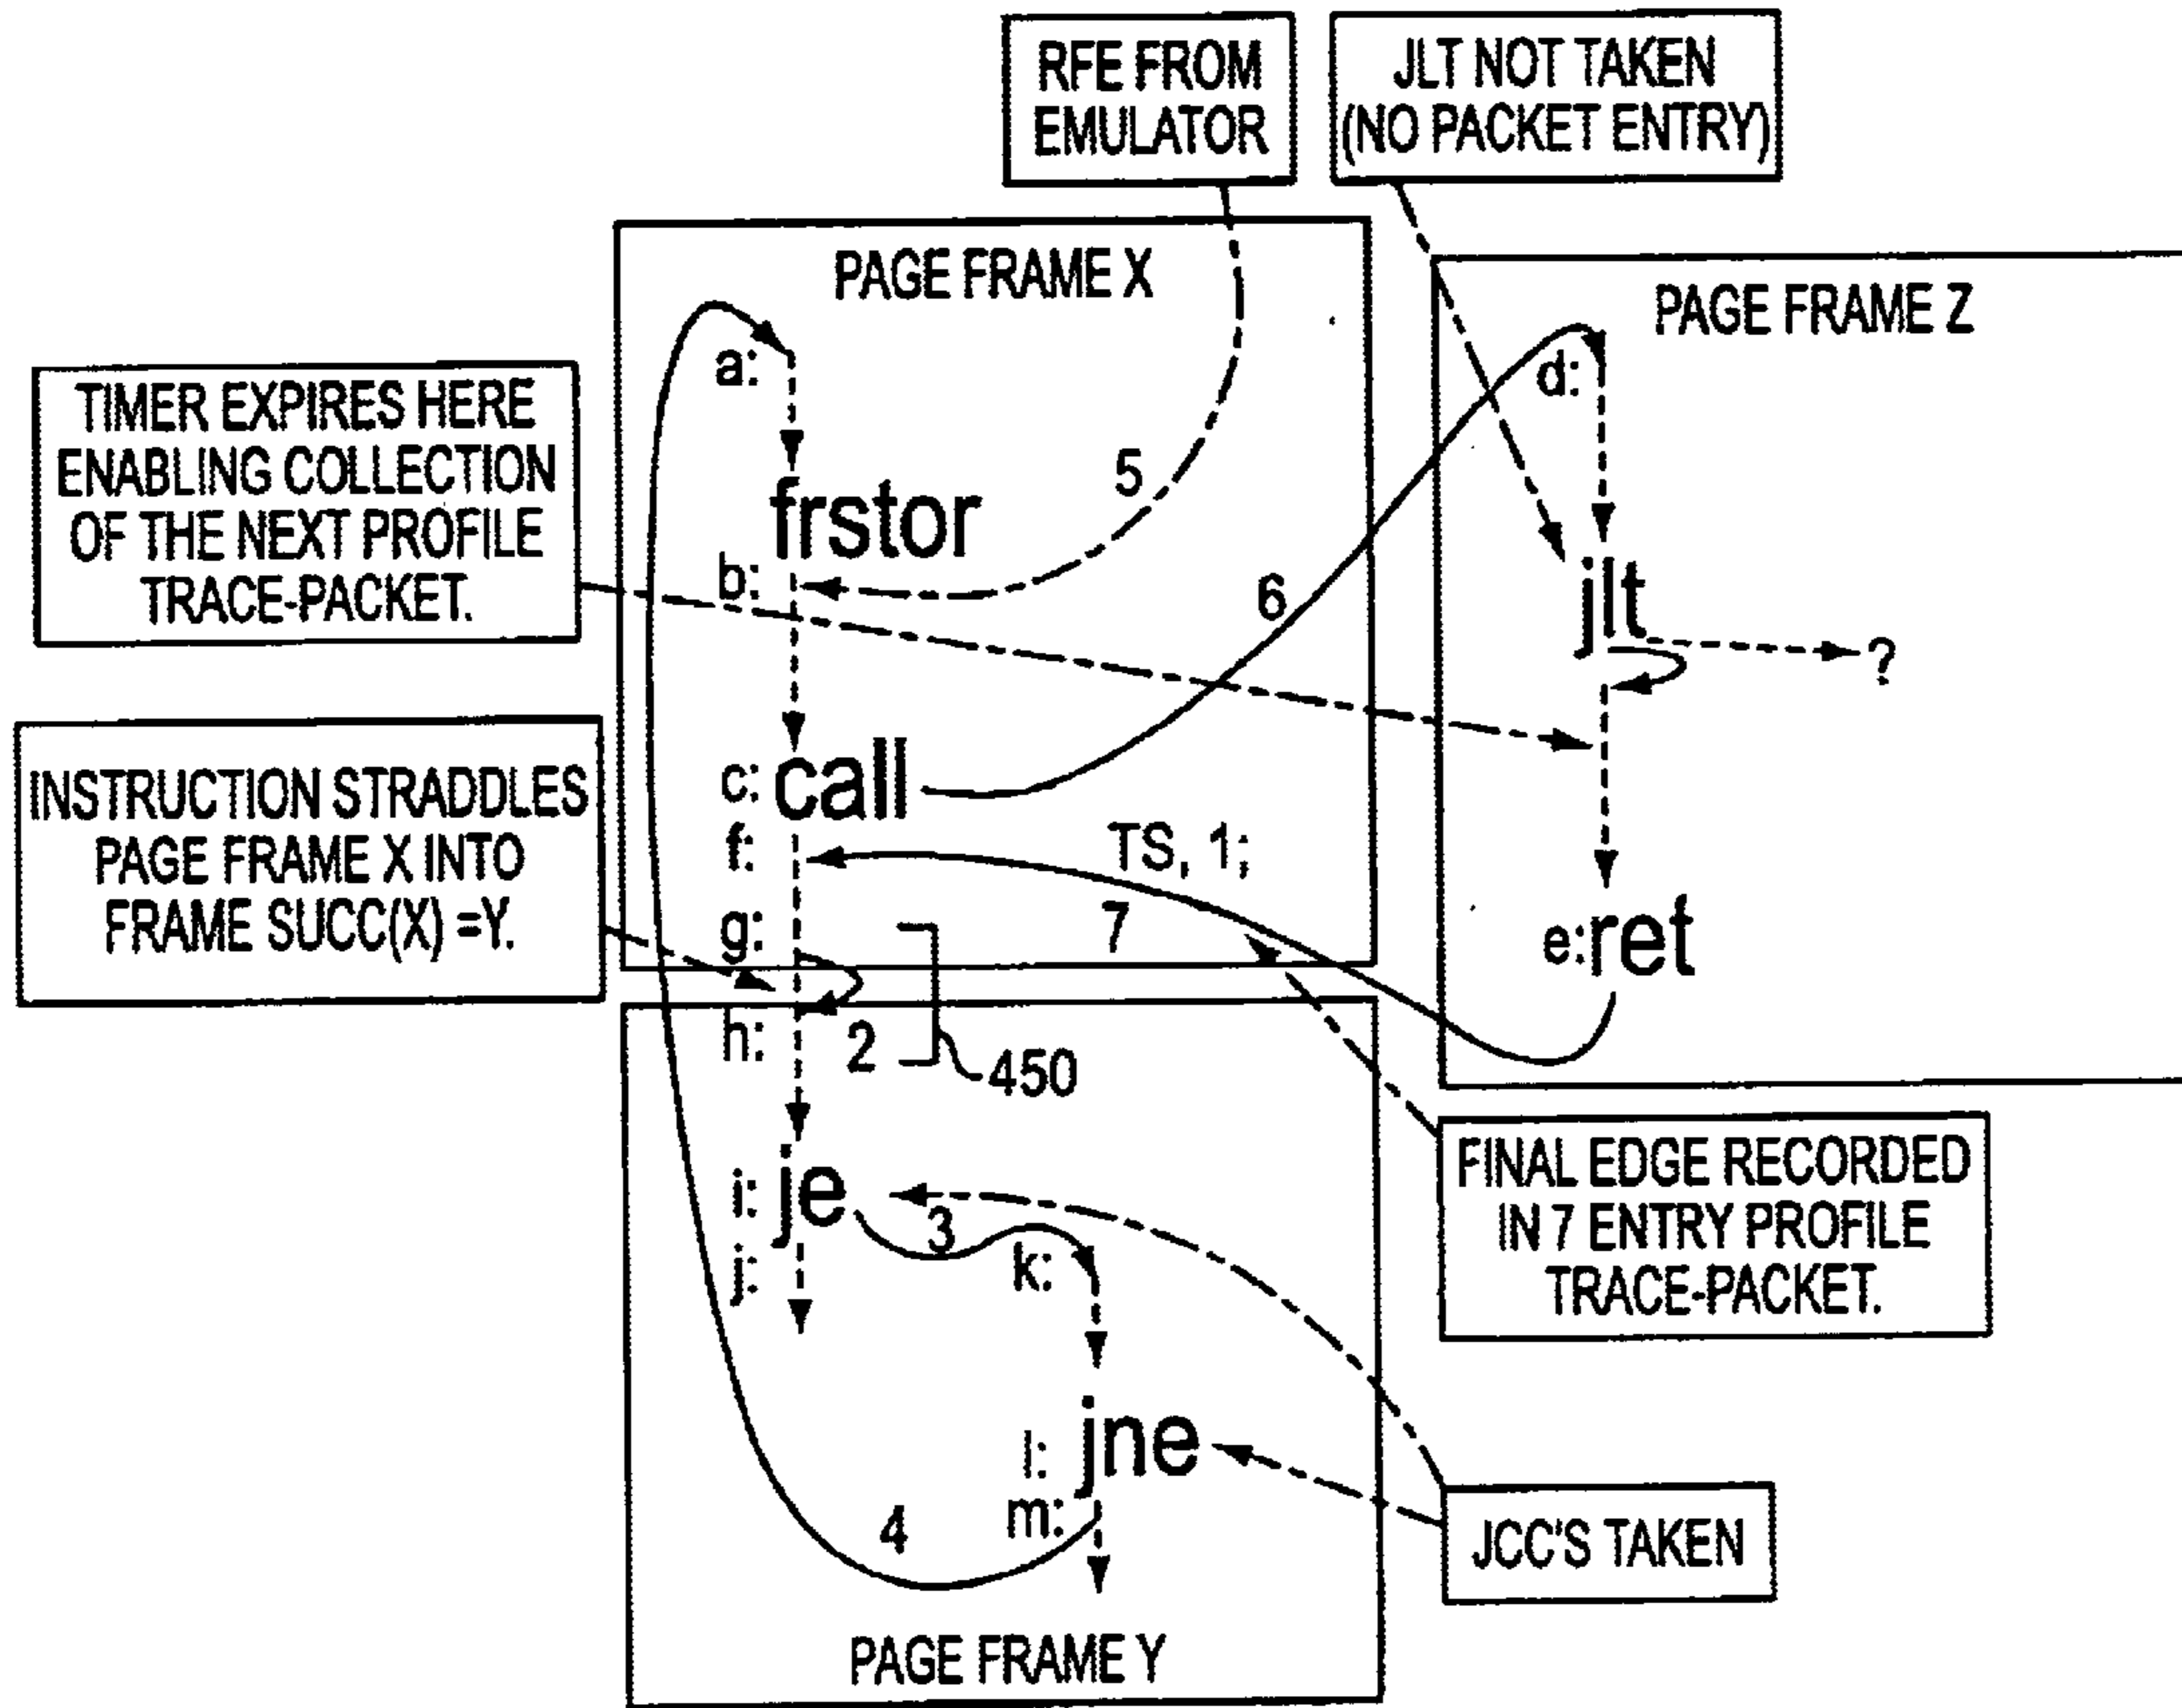 RFE FROM
EMULATOR
JLT NOT TAKEN
(NO PACKET ENTRY)
PAGE FRAME X
PAGE FRAME Z
TIMER EXPIRES HERE
ENABLING COLLECTION
OF THE NEXT PROFILE
TRACE-PACKET.
a:
d:
frstor
5
b:
6
jlt
?
INSTRUCTION STRADDLES
PAGE FRAME X INTO
FRAME SUCC(X) =Y.
c: call
f:
TS, 1;
g:
7
e: ret
h:
2
450
i: je
3
j:
k:
FINAL EDGE RECORDED
IN 7 ENTRY PROFILE
TRACE-PACKET.
l: jne
m:
4
JCC'S TAKEN
PAGE FRAME Y